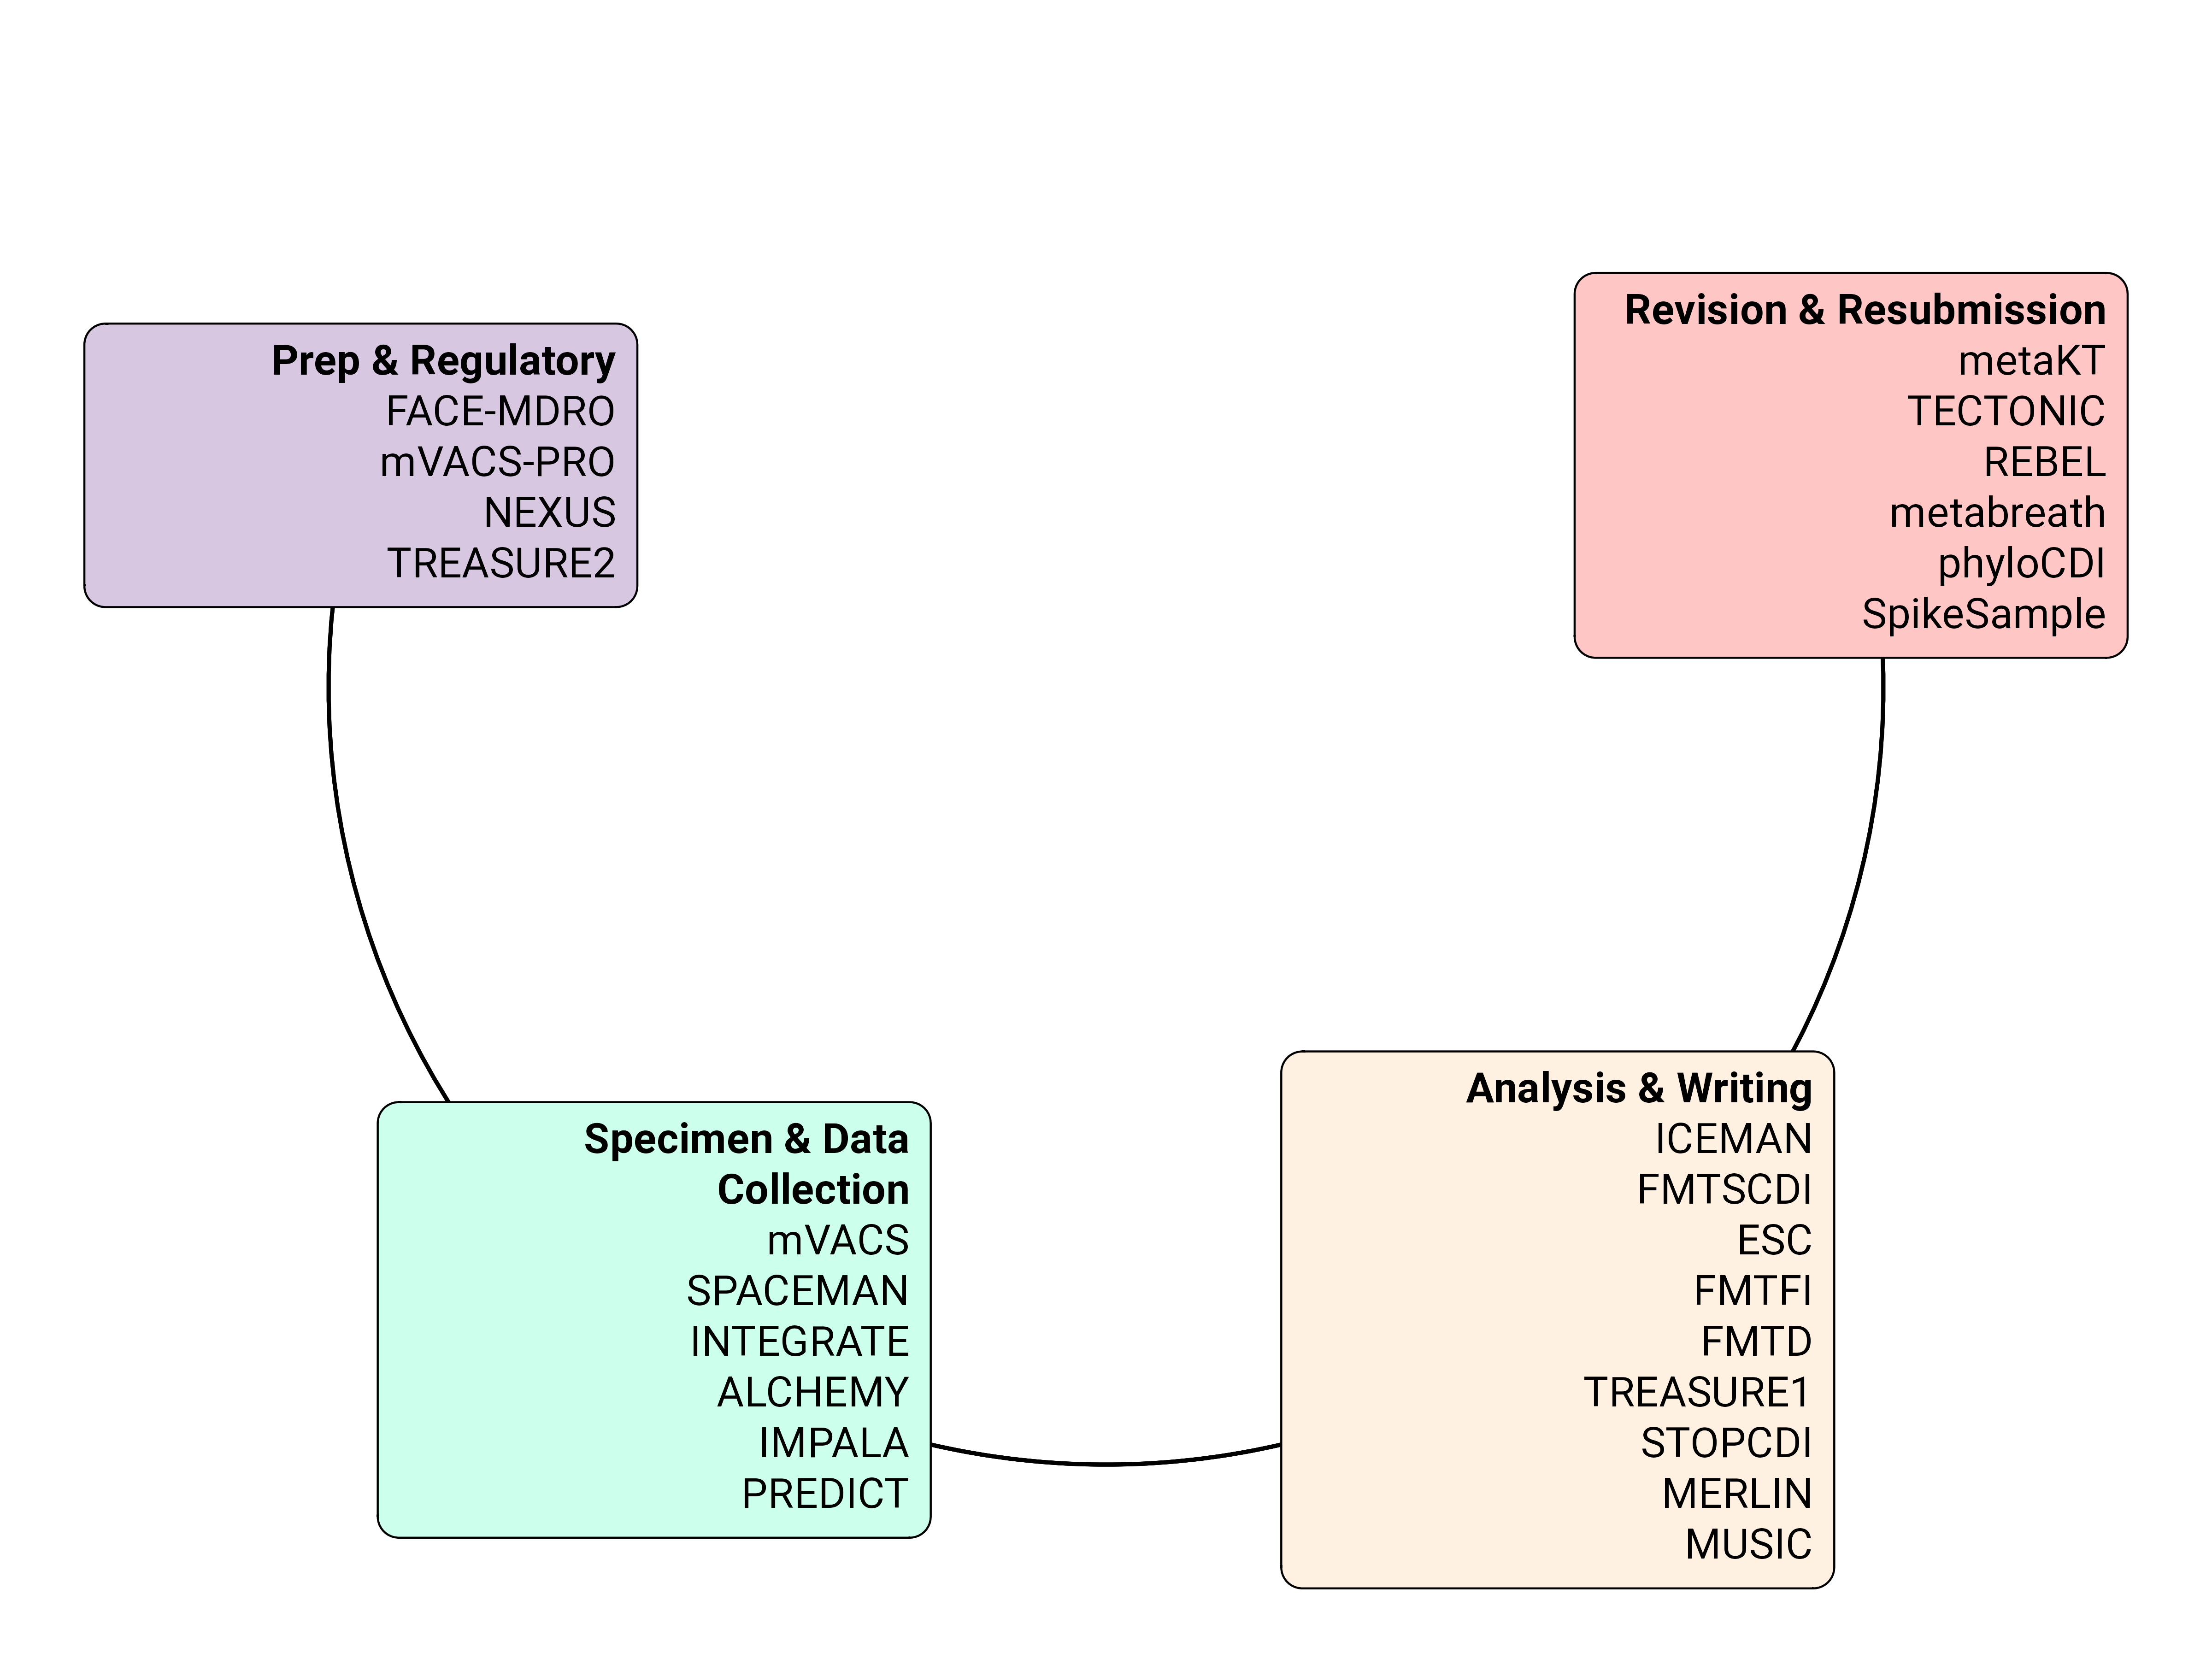 Prep & Regulatory
FACE-MDRO
mVACS-PRO
NEXUS
TREASURE2
Specimen & Data
Collection
mVACS
SPACEMAN
INTEGRATE
ALCHEMY
IMPALA
PREDICT
Analysis & Writing
ICEMAN
FMTSCDI
ESC
FMTFI
FMTD
TREASURE1
STOPCDI
MERLIN
MUSIC
Revision & Resubmission
metaKT
TECTONIC
REBEL
metabreath
phyloCDI
SpikeSample